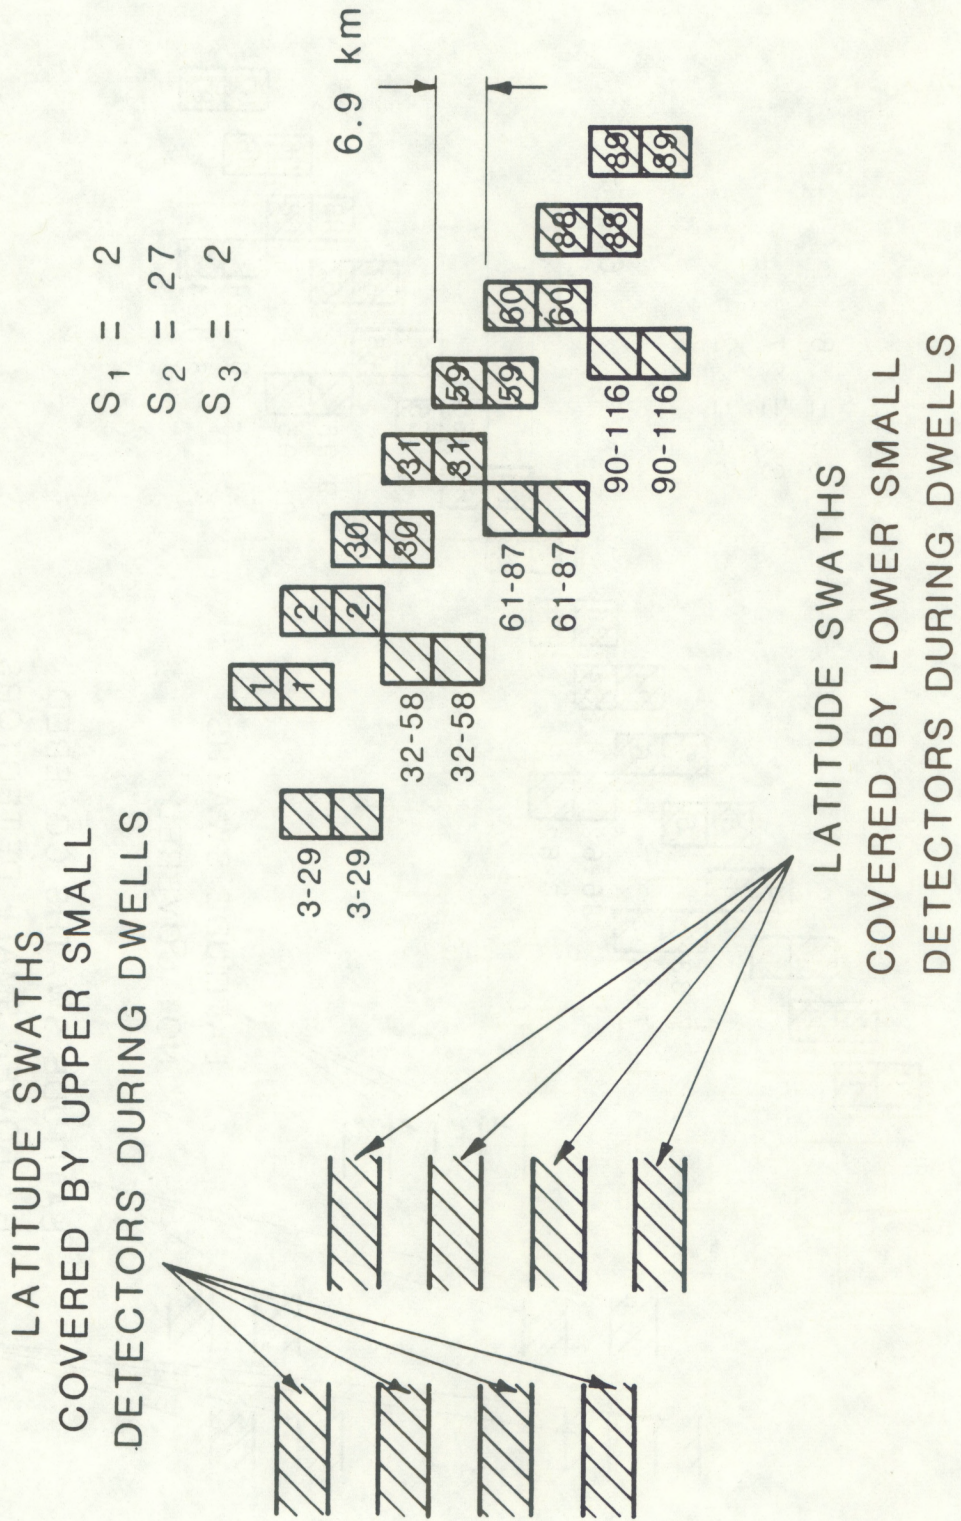 LATITUDE SWATHS
COVERED BY UPPER SMALL
DETECTORS DURING DWELLS
S1 = 2
S2 = 27
S3 = 2
6.9 km
1
1
2
2
3-29
3-29
30
30
31
31
32-58
32-58
59
59
60
60
61-87
61-87
88
88
89
89
90-116
90-116
LATITUDE SWATHS
COVERED BY LOWER SMALL
DETECTORS DURING DWELLS